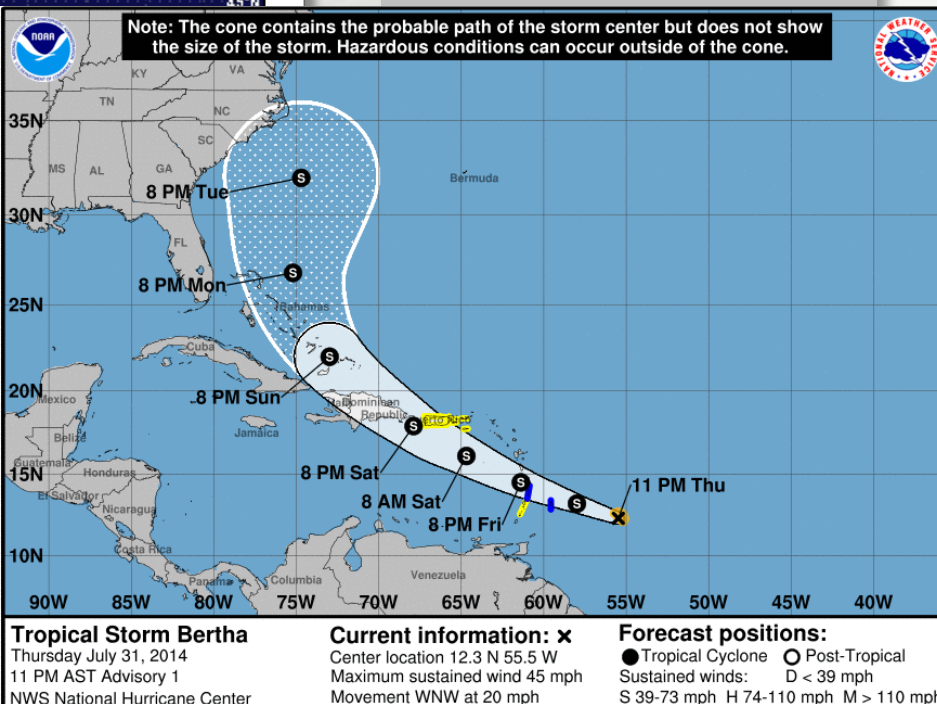 45°N
Note: The cone contains the probable path of the storm center but does not show
the size of the storm. Hazardous conditions can occur outside of the cone.
NOAA
NATIONAL WEATHER SERVICE
KY
VA
TN
NC
35N
SC
MS
AL
GA
Bermuda
8 PM Tue
30N
FL
8 PM Mon
25N
Bahamas
Cuba
20N
8 PM Sun
Mexico
Dominican
Republic
Rico
Jamaica
Belize
15N
Guatemala
Honduras
8 PM Sat
11 PM Thu
El Salvador
8 AM Sat
Nicaragua
8 PM Fri
Costa Rica
10N
Panama
Columbia
Venezuela
S
S
S
S
S
S
S
90W 85W 80W 75W 70W 65W 60W 55W 50W 45W 40W
Tropical Storm Bertha
Thursday July 31, 2014
11 PM AST Advisory 1
NWS National Hurricane Center
Current information: ×
Center location 12.3 N 55.5 W
Maximum sustained wind 45 mph
Movement WNW at 20 mph
Forecast positions:
● Tropical Cyclone ○ Post-Tropical
Sustained winds: D < 39 mph
S 39-73 mph H 74-110 mph M > 110 mph